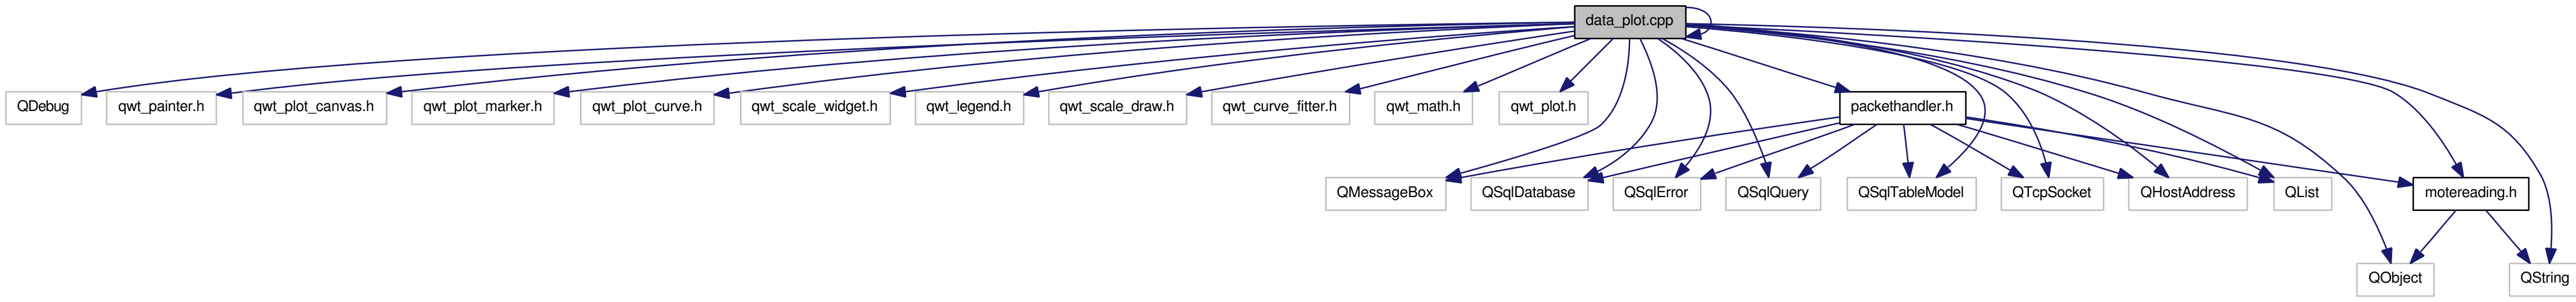 data_plot.cpp
QDebug
qwt_painter.h
qwt_plot_canvas.h
qwt_plot_marker.h
qwt_plot_curve.h
qwt_scale_widget.h
qwt_legend.h
qwt_scale_draw.h
qwt_curve_fitter.h
qwt_math.h
qwt_plot.h
packethandler.h
QMessageBox
QSqlDatabase
QSqlError
QSqlQuery
QSqlTableModel
QTcpSocket
QHostAddress
QList
motereading.h
QObject
QString